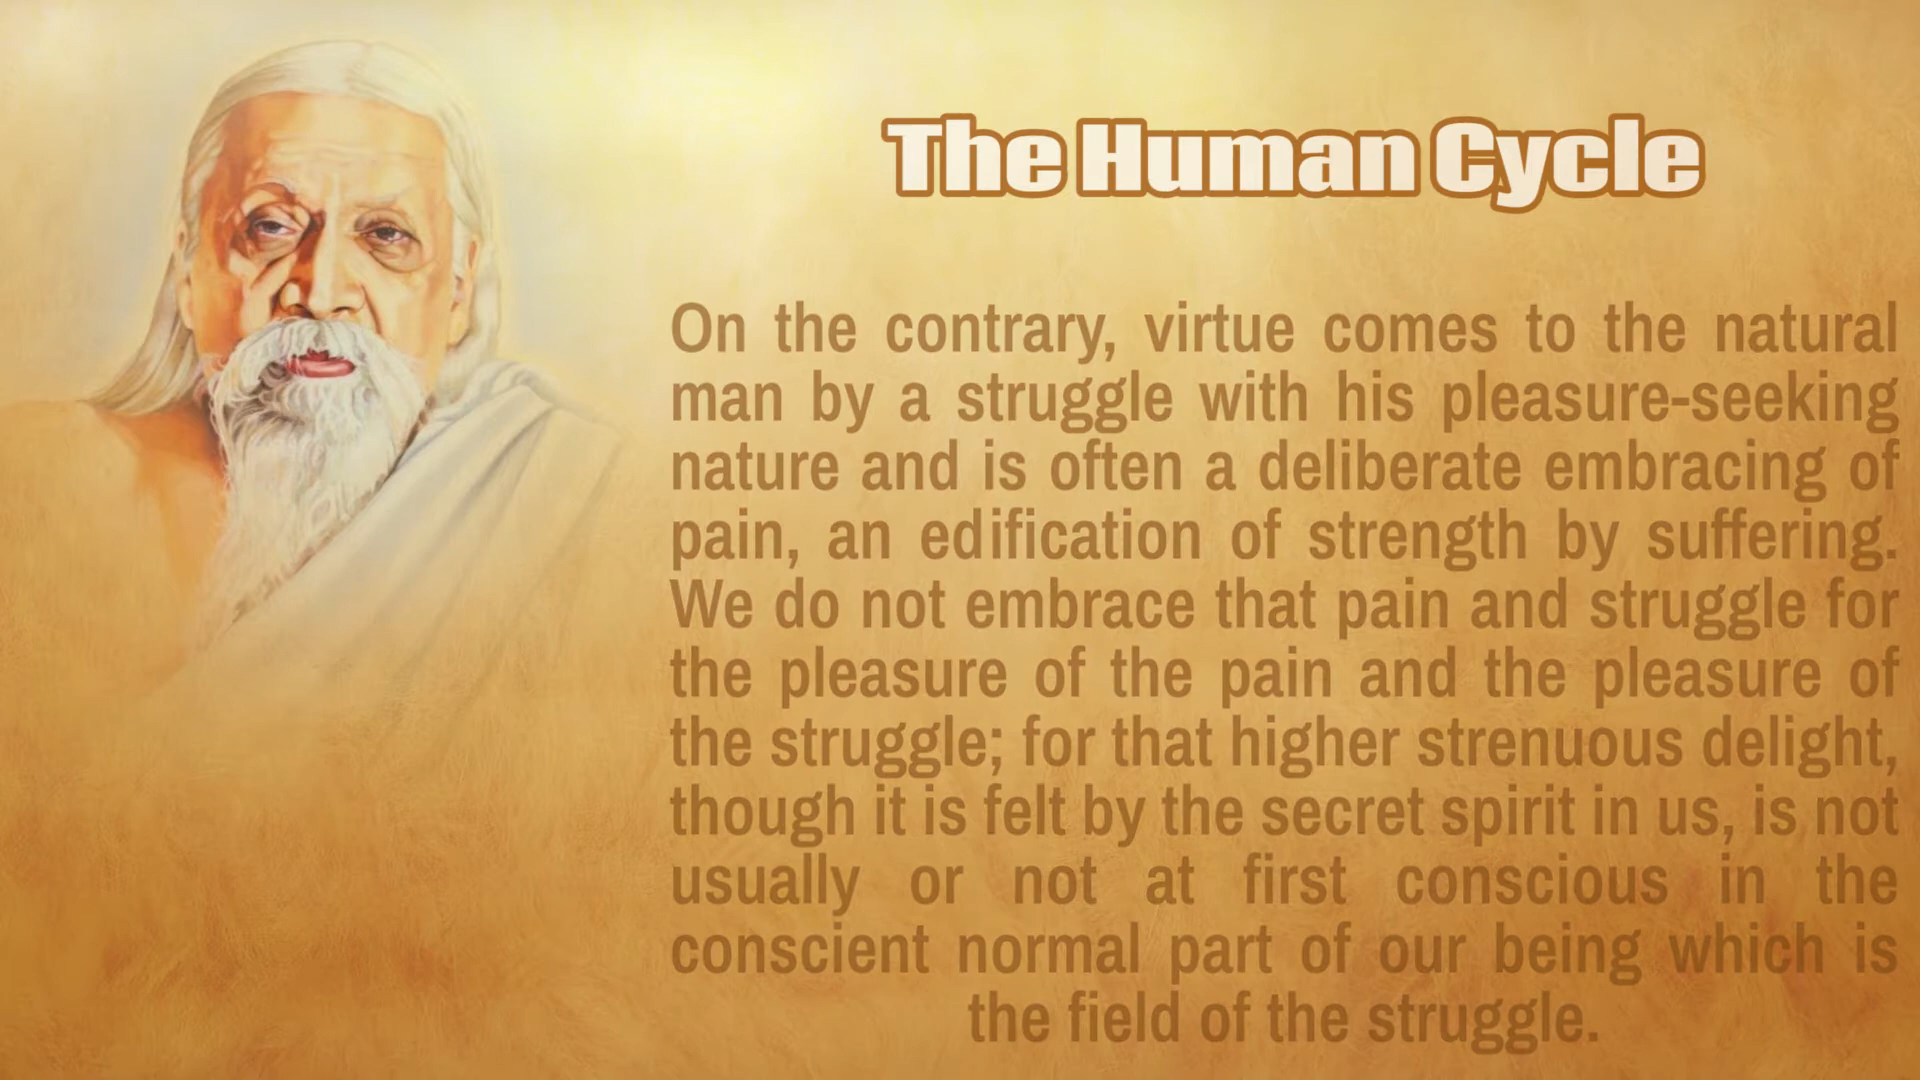 The Human Cycle
On the contrary, virtue comes to the natural
man by a struggle with his pleasure-seeking
nature and is often a deliberate embracing of
pain, an edification of strength by suffering.
We do not embrace that pain and struggle for
the pleasure of the pain and the pleasure of
the struggle; for that higher strenuous delight,
though it is felt by the secret spirit in us, is not
usually or not at first conscious in the
conscient normal part of our being which is
the field of the struggle.